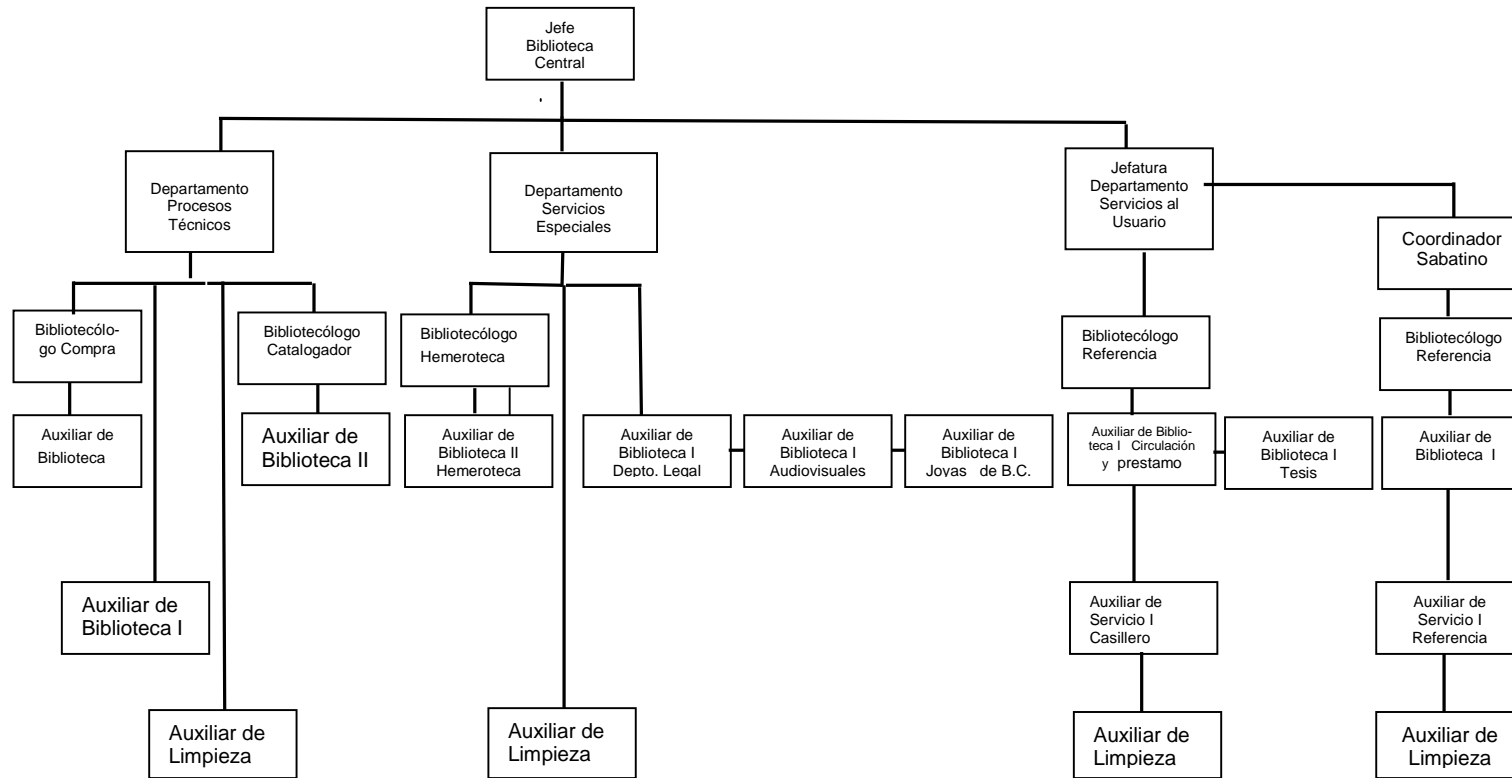 Jefe
Biblioteca
Central
Departamento
Procesos
Técnicos
Departamento
Servicios
Especiales
Jefatura
Departamento
Servicios al
Usuario
Coordinador
Sabatino
Bibliotecólo-
go Compra
Bibliotecólogo
Catalogador
Bibliotecólogo
Hemeroteca
Bibliotecólogo
Referencia
Bibliotecólogo
Referencia
Auxiliar de
Biblioteca
Auxiliar de
Biblioteca II
Auxiliar de
Biblioteca II
Hemeroteca
Auxiliar de
Biblioteca I
Depto. Legal
Auxiliar de
Biblioteca I
Audiovisuales
Auxiliar de
Biblioteca I
Joyas de B.C.
Auxiliar de Biblio-
teca I Circulación
y prestamo
Auxiliar de
Biblioteca I
Tesis
Auxiliar de
Biblioteca I
Auxiliar de
Biblioteca I
Auxiliar de
Servicio I
Casillero
Auxiliar de
Servicio I
Referencia
Auxiliar de
Limpieza
Auxiliar de
Limpieza
Auxiliar de
Limpieza
Auxiliar de
Limpieza